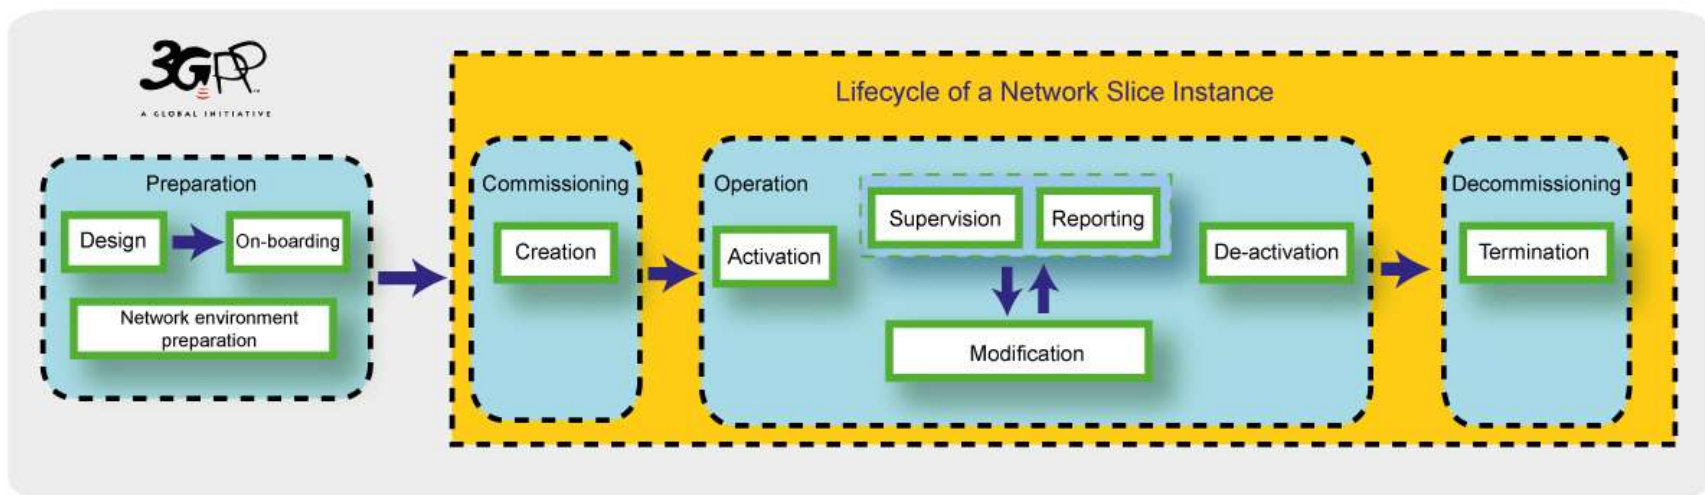 3GPP
A GLOBAL INITIATIVE
Lifecycle of a Network Slice Instance
Preparation
Design
On-boarding
Network environment
preparation
Commissioning
Creation
Operation
Activation
Supervision
Reporting
Modification
De-activation
Decommissioning
Termination